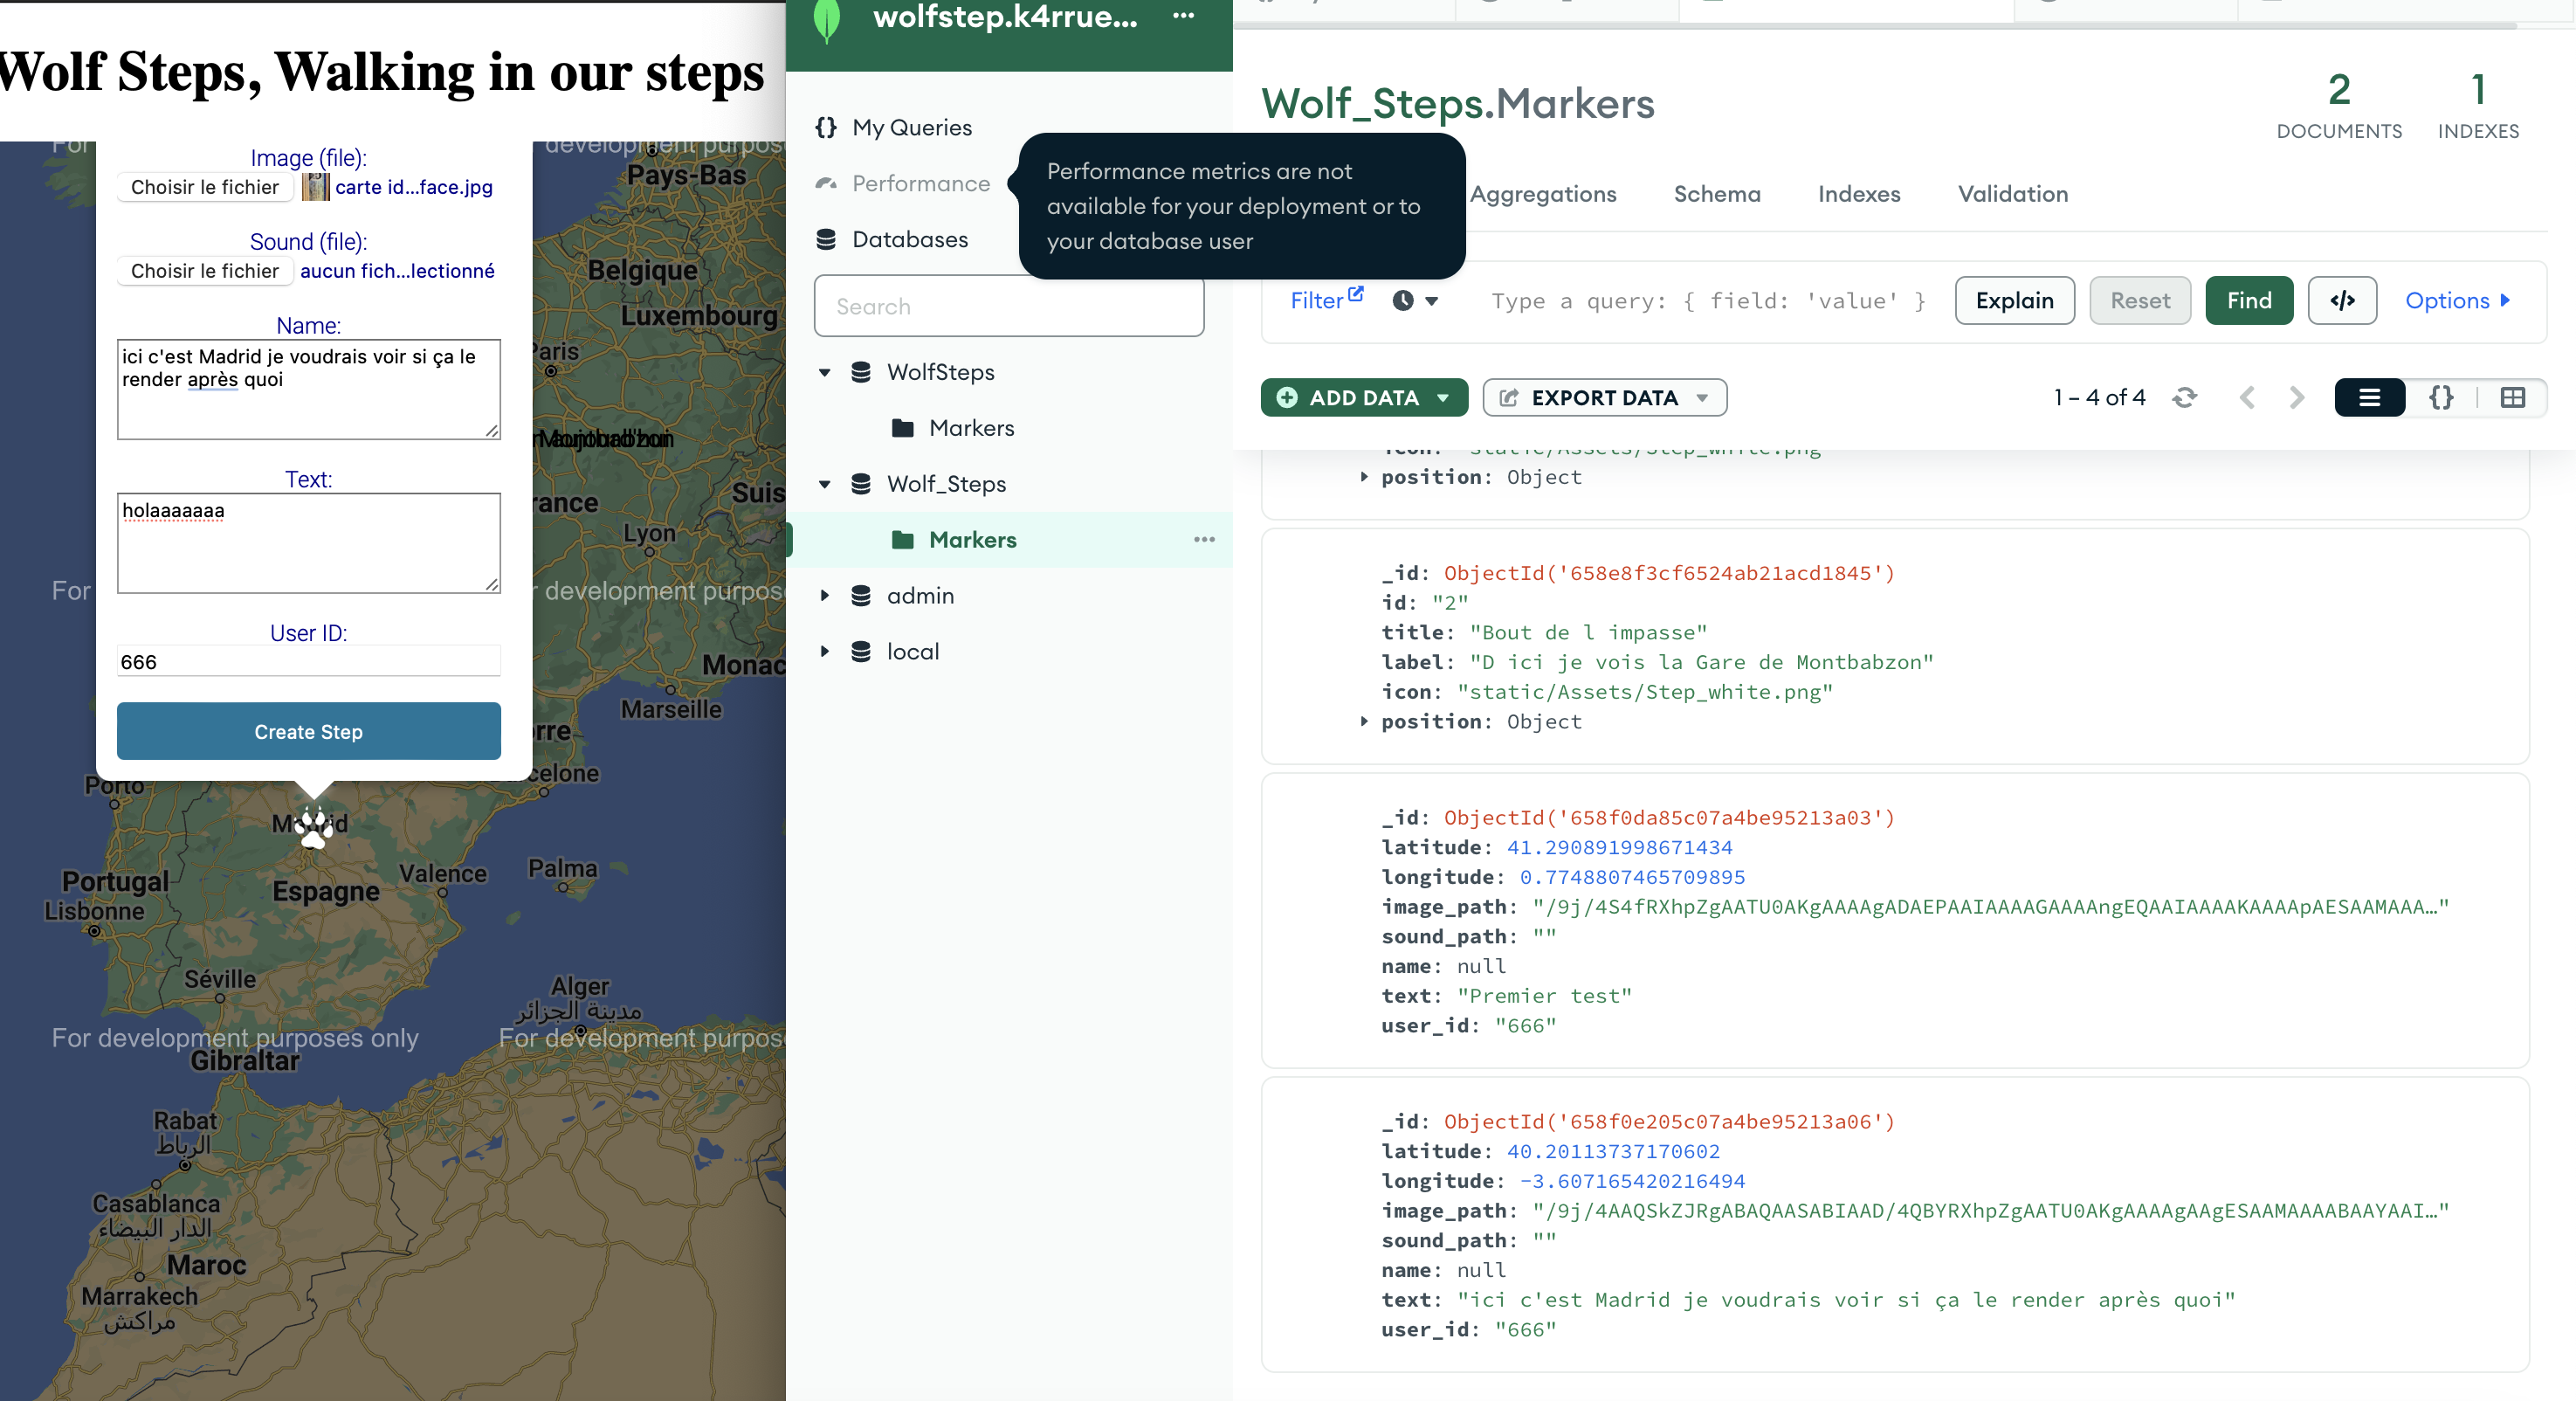 Wolf Steps, Walking in our steps
Image (file):
Choisir le fichier carte id...face.jpg
Sound (file):
Choisir le fichier aucun fich...lectionné
Name:
ici c'est Madrid je voudrais voir si ça le
render après quoi
Text:
holaaaaaaa
User ID:
666
Create Step
For
development purpos
Pays-Bas
Belgique
Luxembourg
Paris
rance
Suis
Lyon
For
development purpos
Monac
Marseille
rre
celone
Porto
Madrid
Palma
Valence
Portugal
Espagne
Lisbonne
Séville
Alger
مدينة الجزائر
For development purposes only
For development purpos
Gibraltar
Rabat
الرباط
Casablanca
الدار البيضاء
Maroc
Marrakech
مراكش
wolfstep.k4rrue...
My Queries
Performance
Databases
Search
WolfSteps
Markers
Wolf_Steps
Markers
admin
local
Performance metrics are not
available for your deployment or to
your database user
Wolf_Steps.Markers
2
DOCUMENTS
1
INDEXES
Aggregations Schema Indexes Validation
Filter Type a query: { field: 'value' } Explain Reset Find </> Options
ADD DATA EXPORT DATA 1 – 4 of 4 {}
icon: "static/Assets/Step_white.png
position: Object
_id: ObjectId('658e8f3cf6524ab21acd1845')
id: "2"
title: "Bout de l impasse"
label: "D ici je vois la Gare de Montbabzon"
icon: "static/Assets/Step_white.png"
position: Object
_id: ObjectId('658f0da85c07a4be95213a03')
latitude: 41.290891998671434
longitude: 0.7748807465709895
image_path: "/9j/4S4fRXhpZgAATU0AKgAAAAgADAEPAAIAAAAGAAAAngEQAAIAAAAKAAAApAESAAMAAA…"
sound_path: ""
name: null
text: "Premier test"
user_id: "666"
_id: ObjectId('658f0e205c07a4be95213a06')
latitude: 40.20113737170602
longitude: -3.607165420216494
image_path: "/9j/4AAQSkZJRgABAQAASABIAAD/4QBYRXhpZgAATU0AKgAAAAgAAgESAAMAAAABAAYAAI…"
sound_path: ""
name: null
text: "ici c'est Madrid je voudrais voir si ça le render après quoi"
user_id: "666"